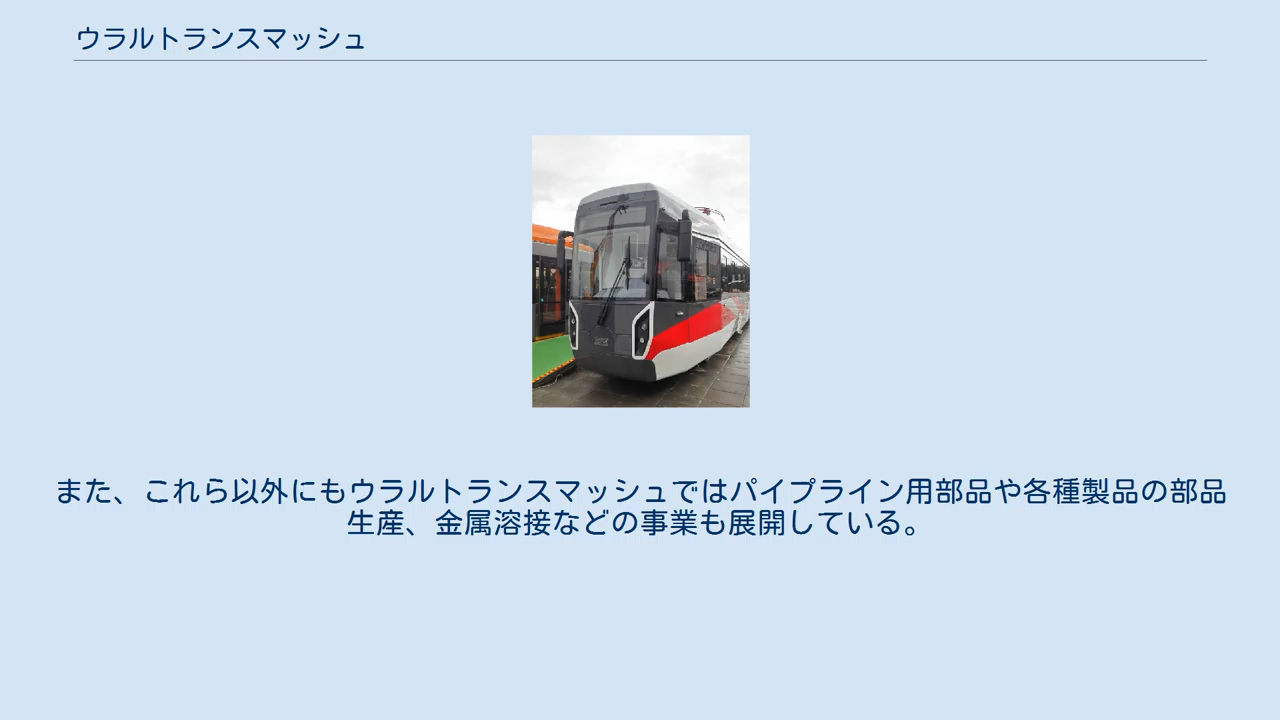 ウラルトランスマッシュ
また、これら以外にもウラルトランスマッシュではパイプライン用部品や各種製品の部品
生産、金属溶接などの事業も展開している。